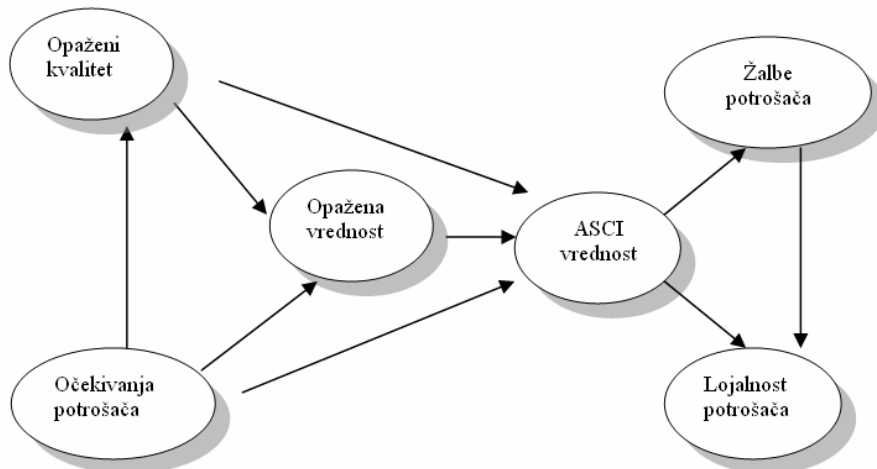 Opaženi
kvalitet
Žalbe
potrošača
Opažena
vrednost
ASCI
vrednost
Očekivanja
potrošača
Lojalnost
potrošača